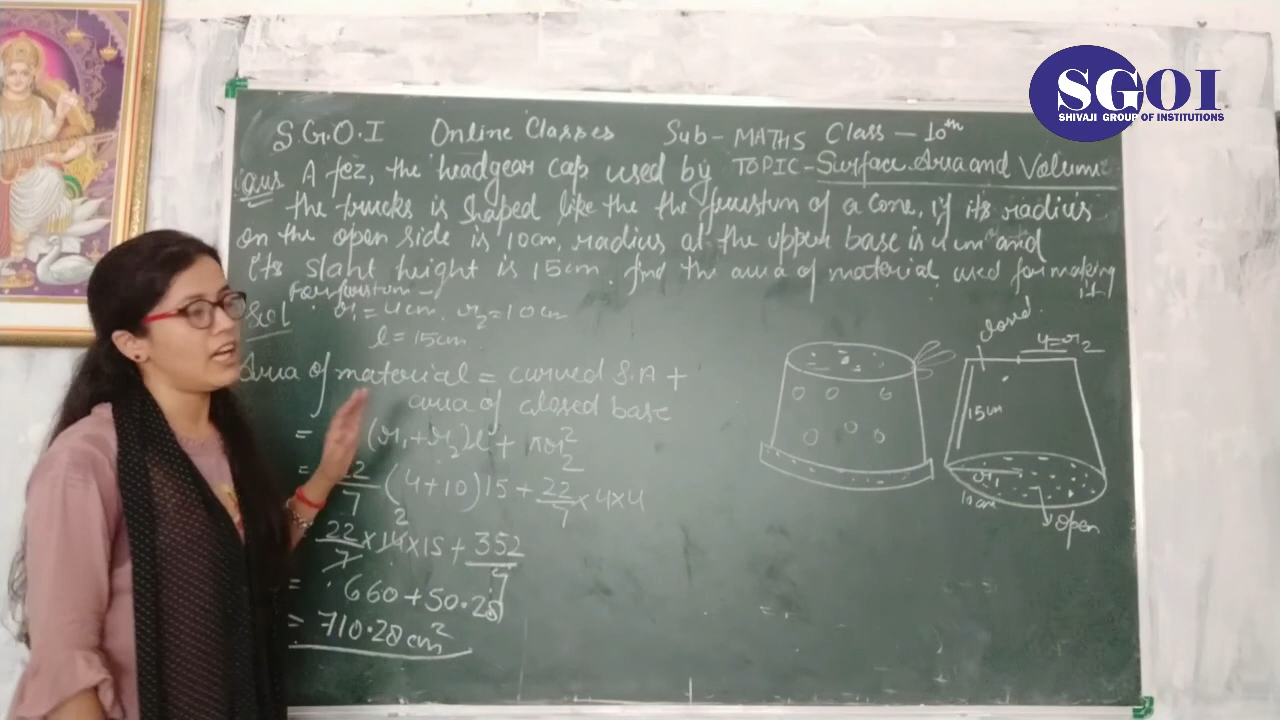 SGOI
SHIVAJI GROUP OF INSTITUTIONS
S.G.O.I Online Classes Sub- MATHS Class - 10th
TOPIC - Surface Area and Volume
Ques A fez, the headgear cap used by
the trucks is shaped like the the frustum of a cone, if its radius
on the open side is 10cm, radius at the upper base is 4cm and
its slant height is 15cm. find the area of material used for making it
For frustum -
Sol r1 = 4cm, r2 = 10cm
l = 15cm
Area of material = curved S.A +
area of closed base
= (r1+r2)l + πr2²
= 22/7 (4+10)15 + 22/7 ×4×4
22/7 × 14 2 ×15 + 352/7
= 660 + 50.28
= 710.28 cm²
closed
4=r2
15cm
r1
10cm
open